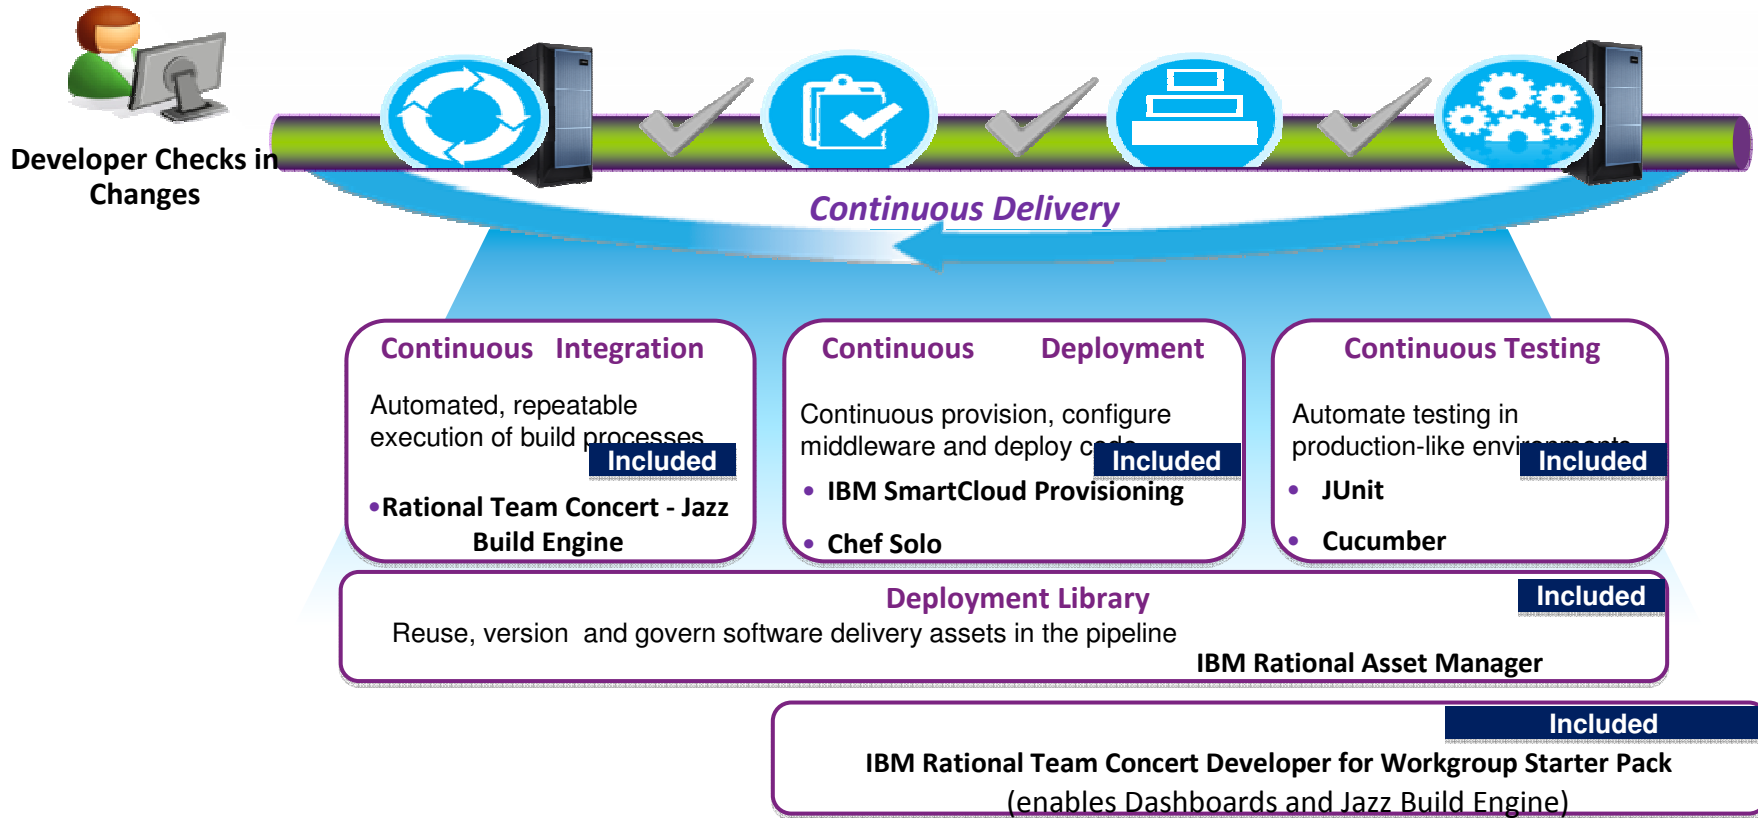 Developer Checks in
Changes
Continuous Delivery
Continuous Integration
Automated, repeatable
execution of build processes
Included
•Rational Team Concert - Jazz
Build Engine
Continuous Deployment
Continuous provision, configure
middleware and deploy code
Included
• IBM SmartCloud Provisioning
• Chef Solo
Continuous Testing
Automate testing in
production-like environments
Included
• JUnit
• Cucumber
Deployment Library
Included
Reuse, version and govern software delivery assets in the pipeline
IBM Rational Asset Manager
Included
IBM Rational Team Concert Developer for Workgroup Starter Pack
(enables Dashboards and Jazz Build Engine)